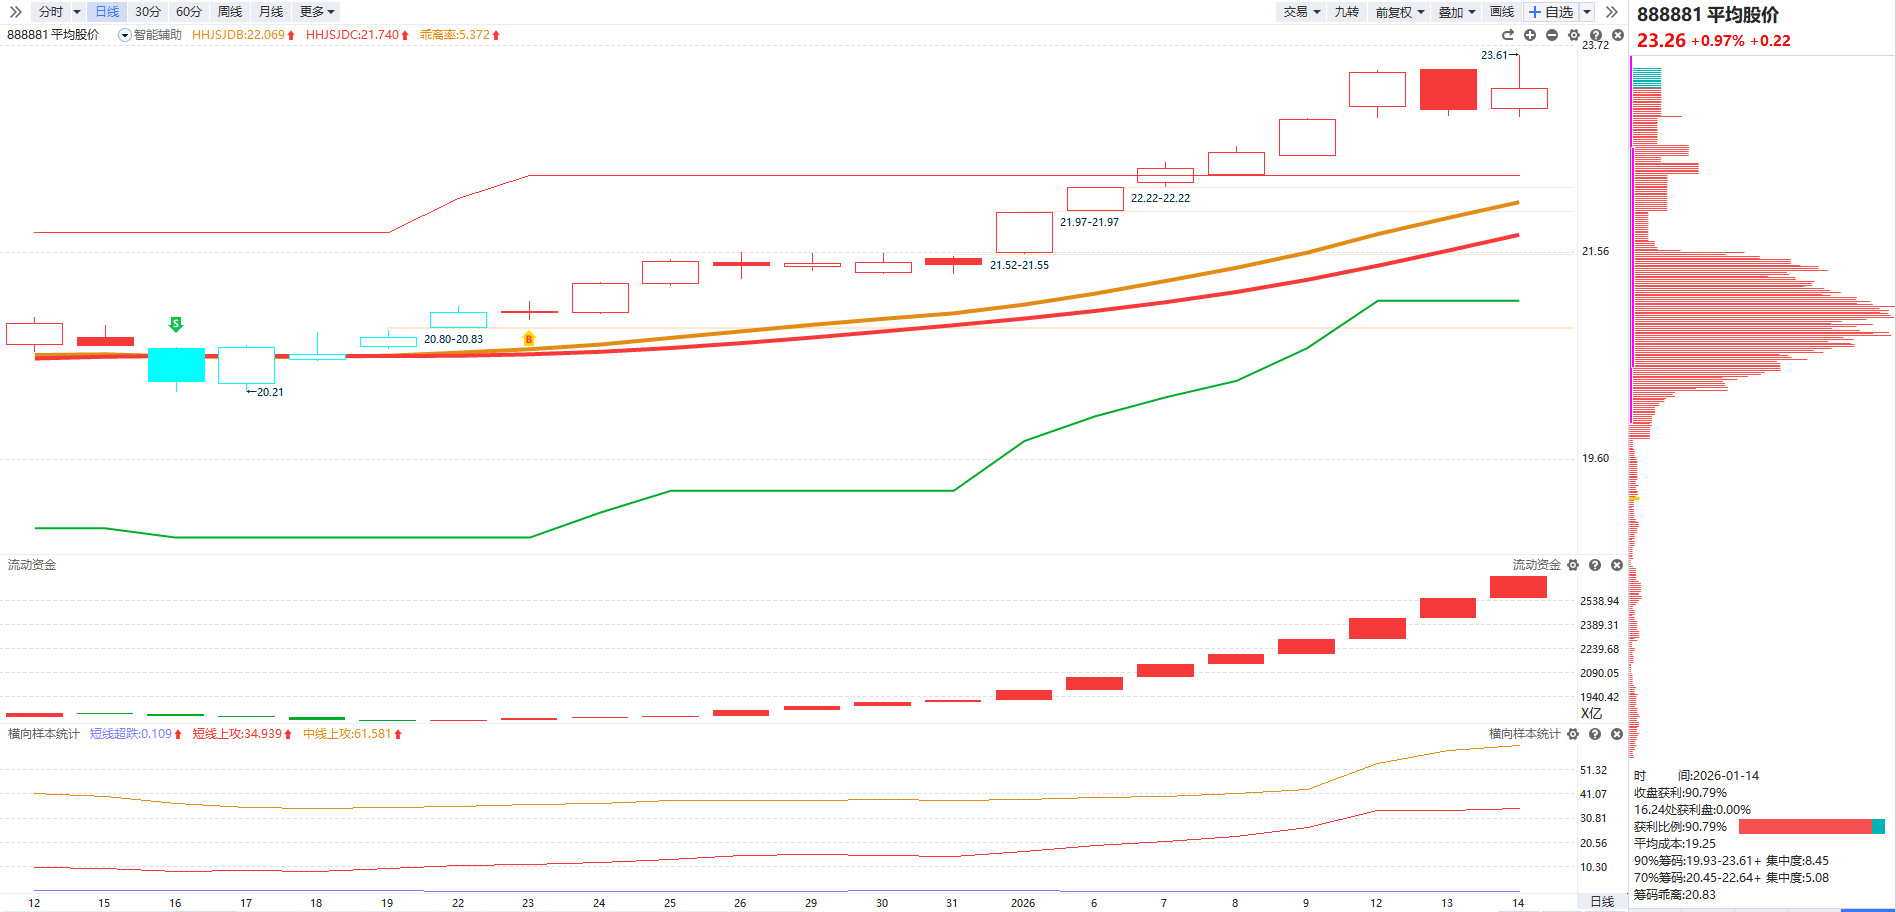 分时 日线 30分 60分 周线 月线 更多 交易 九转 前复权 叠加 画线 自选
888881 平均股价
23.26 +0.97% +0.22
888881 平均股价 智能辅助 HHJSJDB:22.069 HHJSJDC:21.740 乖离率:5.372
23.72
23.61
22.22-22.22
21.97-21.97
21.56
21.52-21.55
S
B
20.80-20.83
20.21
19.60
流动资金 流动资金
2538.94
2389.31
2239.68
2090.05
1940.42
X亿
横向样本统计 短线超跌:0.109 短线上攻:34.939 中线上攻:61.581 横向样本统计
51.32
41.07
30.81
20.56
10.30
12 15 16 17 18 19 22 23 24 25 26 29 30 31 2026 6 7 8 9 12 13 14 日线
时 间:2026-01-14
收盘获利:90.79%
16.24处获利盘:0.00%
获利比例:90.79%
平均成本:19.25
90%筹码:19.93-23.61+ 集中度:8.45
70%筹码:20.45-22.64+ 集中度:5.08
筹码乖离:20.83